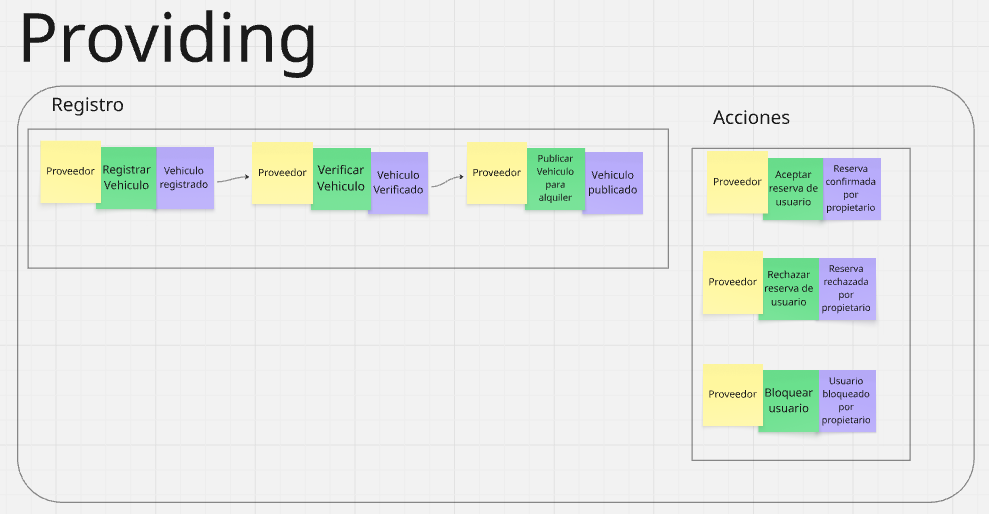 Providing
Registro
Proveedor
Registrar
Vehiculo
Vehiculo
registrado
Proveedor
Verificar
Vehiculo
Vehiculo
Verificado
Proveedor
Publicar
Vehiculo
para
alquiler
Vehiculo
publicado
Acciones
Proveedor
Aceptar
reserva de
usuario
Reserva
confirmada
por
propietario
Proveedor
Rechazar
reserva de
usuario
Reserva
rechazada
por
propietario
Proveedor
Bloquear
usuario
Usuario
bloqueado
por
propietario